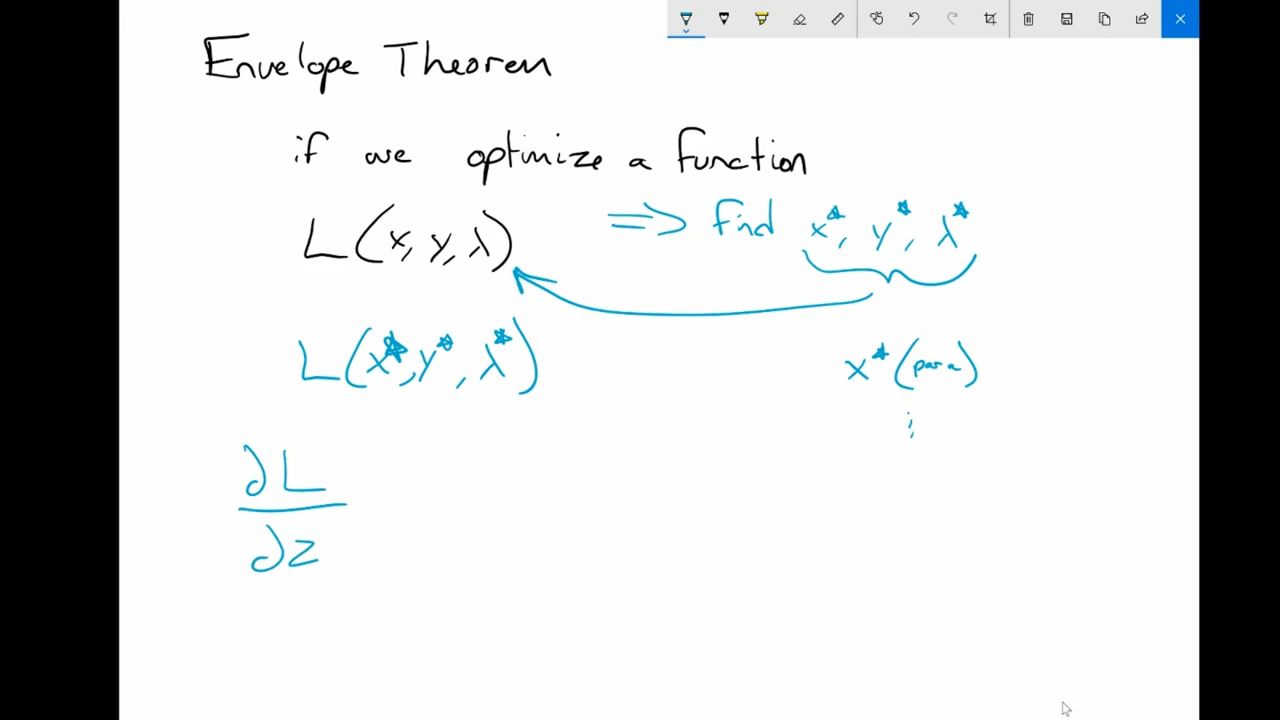 Envelope Theorem
if we optimize a function
L(x, y, λ) ⇒ find x*, y*, λ*
L(x*, y*, λ*) x*(para)
⋮
∂L
∂z